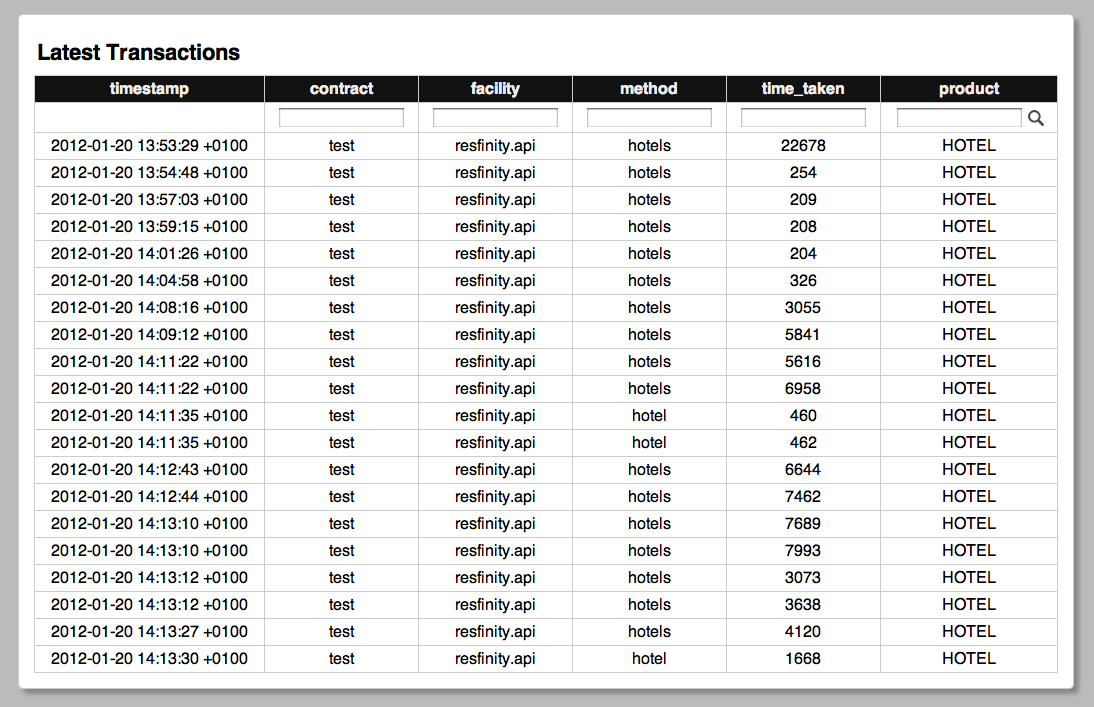 Latest Transactions
timestamp contract facility method time_taken product
2012-01-20 13:53:29 +0100 test resfinity.api hotels 22678 HOTEL
2012-01-20 13:54:48 +0100 test resfinity.api hotels 254 HOTEL
2012-01-20 13:57:03 +0100 test resfinity.api hotels 209 HOTEL
2012-01-20 13:59:15 +0100 test resfinity.api hotels 208 HOTEL
2012-01-20 14:01:26 +0100 test resfinity.api hotels 204 HOTEL
2012-01-20 14:04:58 +0100 test resfinity.api hotels 326 HOTEL
2012-01-20 14:08:16 +0100 test resfinity.api hotels 3055 HOTEL
2012-01-20 14:09:12 +0100 test resfinity.api hotels 5841 HOTEL
2012-01-20 14:11:22 +0100 test resfinity.api hotels 5616 HOTEL
2012-01-20 14:11:22 +0100 test resfinity.api hotels 6958 HOTEL
2012-01-20 14:11:35 +0100 test resfinity.api hotel 460 HOTEL
2012-01-20 14:11:35 +0100 test resfinity.api hotel 462 HOTEL
2012-01-20 14:12:43 +0100 test resfinity.api hotels 6644 HOTEL
2012-01-20 14:12:44 +0100 test resfinity.api hotels 7462 HOTEL
2012-01-20 14:13:10 +0100 test resfinity.api hotels 7689 HOTEL
2012-01-20 14:13:10 +0100 test resfinity.api hotels 7993 HOTEL
2012-01-20 14:13:12 +0100 test resfinity.api hotels 3073 HOTEL
2012-01-20 14:13:12 +0100 test resfinity.api hotels 3638 HOTEL
2012-01-20 14:13:27 +0100 test resfinity.api hotels 4120 HOTEL
2012-01-20 14:13:30 +0100 test resfinity.api hotel 1668 HOTEL